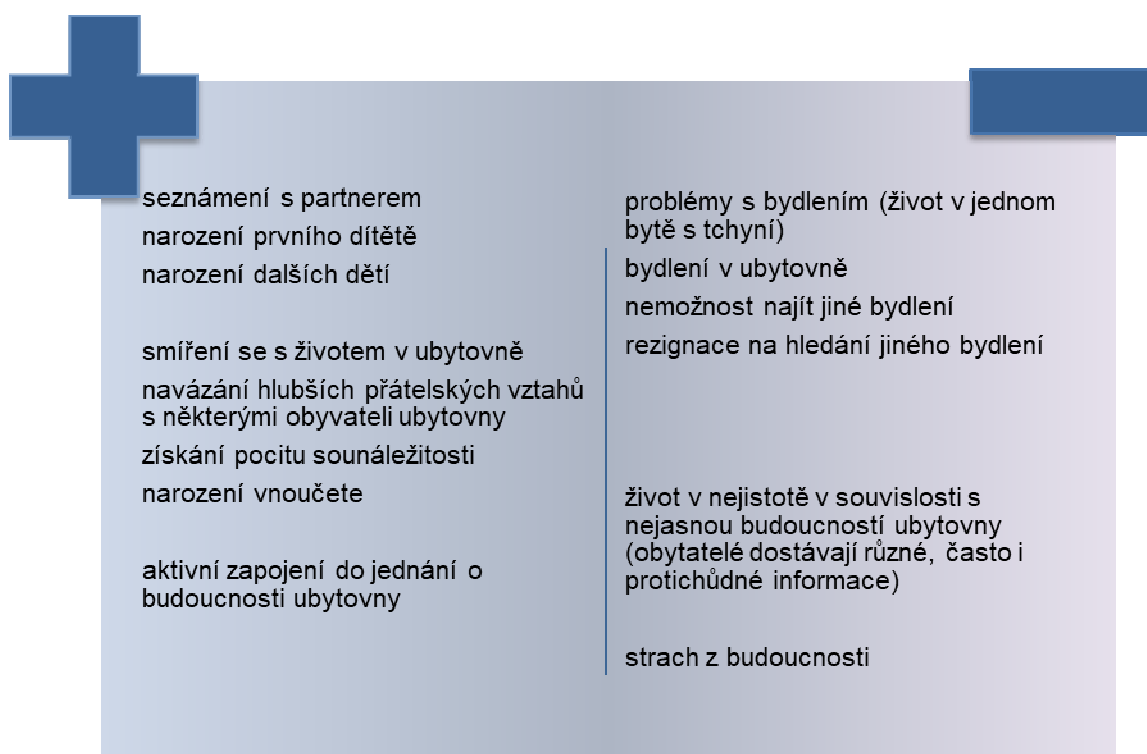 seznámení s partnerem
narození prvního dítětě
narození dalších dětí
smíření se s životem v ubytovně
navázání hlubších přátelských vztahů
s některými obyvateli ubytovny
získání pocitu sounáležitosti
narození vnoučete
aktivní zapojení do jednání o
budoucnosti ubytovny
problémy s bydlením (život v jednom
bytě s tchyní)
bydlení v ubytovně
nemožnost najít jiné bydlení
rezignace na hledání jiného bydlení
život v nejistotě v souvislosti s
nejasnou budoucností ubytovny
(obytatelé dostávají různé, často i
protichůdné informace)
strach z budoucnosti